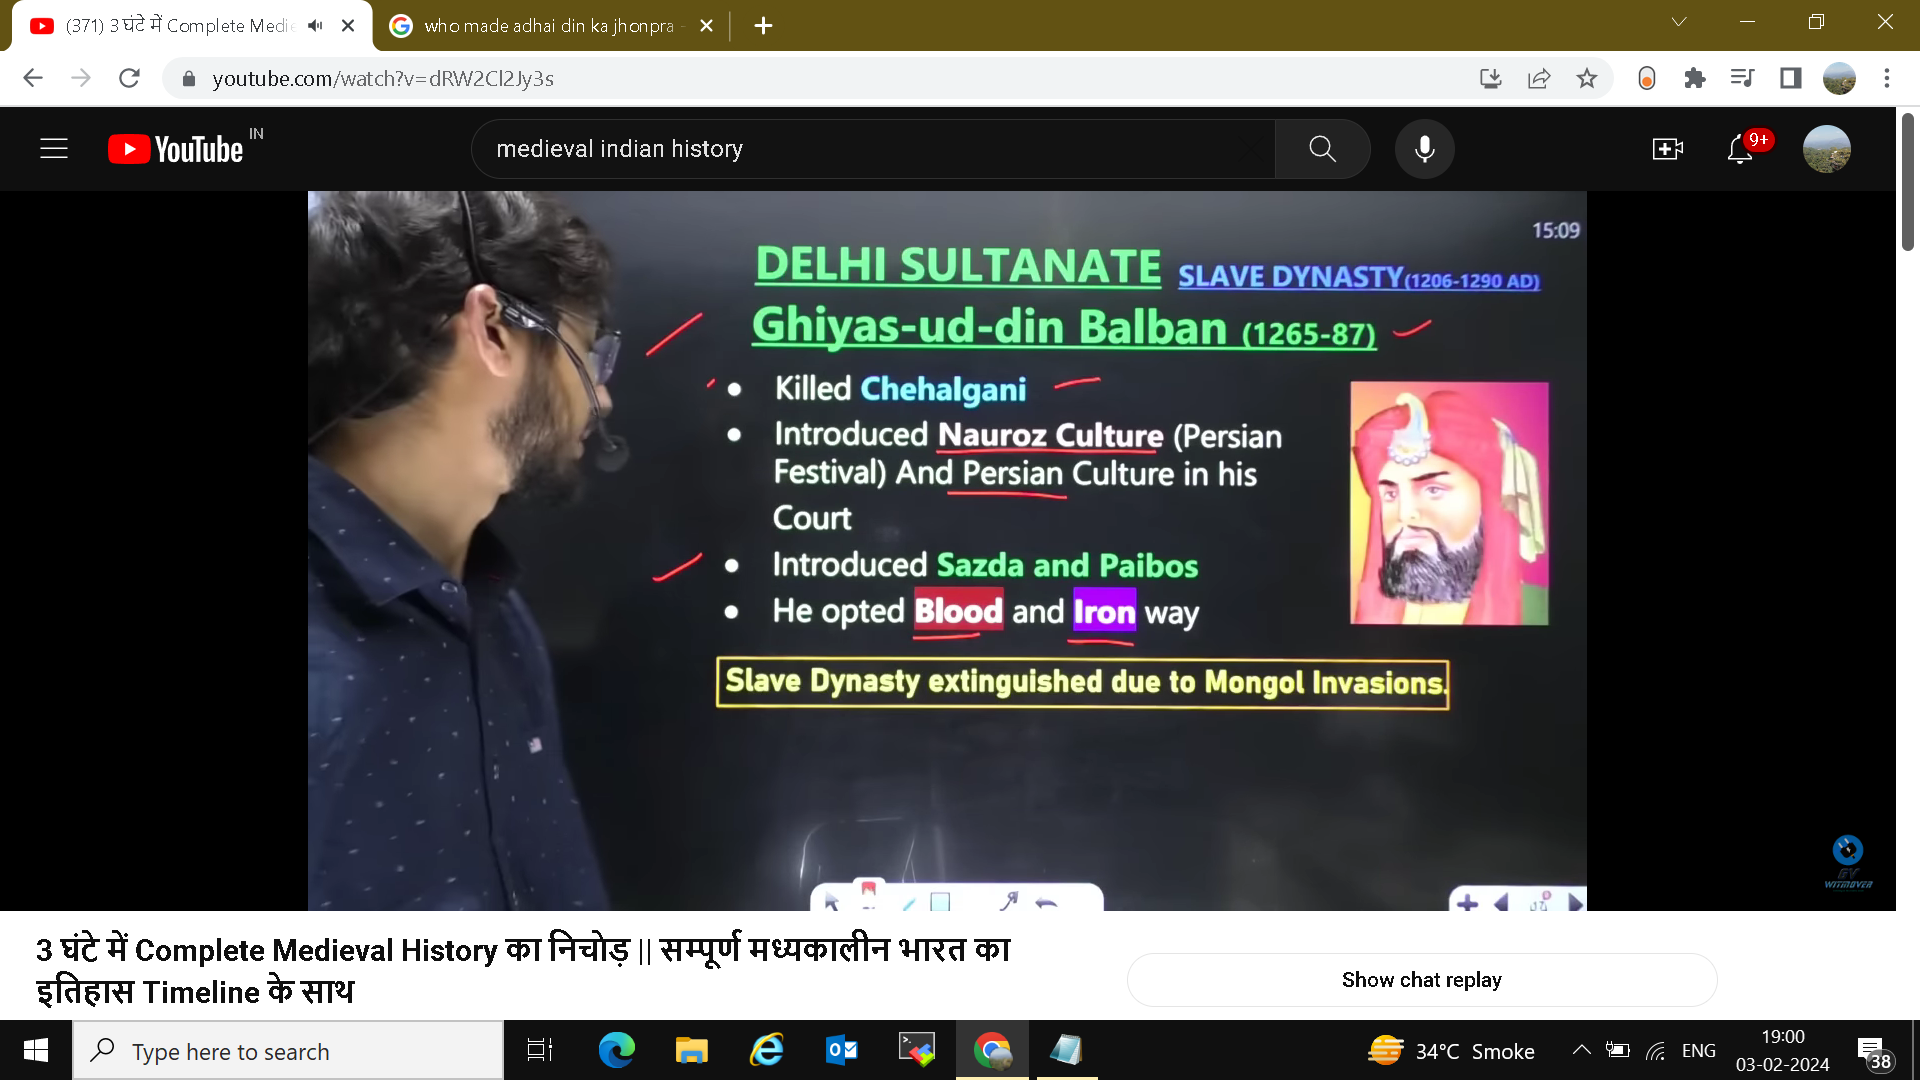 (371) 3 घंटे में Complete Medie
who made adhai din ka jhonpra -
youtube.com/watch?v=dRW2Cl2Jy3s
YouTube IN
medieval indian history
9+
15:09
DELHI SULTANATE SLAVE DYNASTY(1206-1290 AD)
Ghiyas-ud-din Balban (1265-87)
• Killed Chehalgani
• Introduced Nauroz Culture (Persian
Festival) And Persian Culture in his
Court
• Introduced Sazda and Paibos
• He opted Blood and Iron way
Slave Dynasty extinguished due to Mongol Invasions.
GV
WITMOVER
3 घंटे में Complete Medieval History का निचोड़ || सम्पूर्ण मध्यकालीन भारत का
इतिहास Timeline के साथ
Show chat replay
Type here to search
34°C Smoke
ENG
19:00
03-02-2024
38